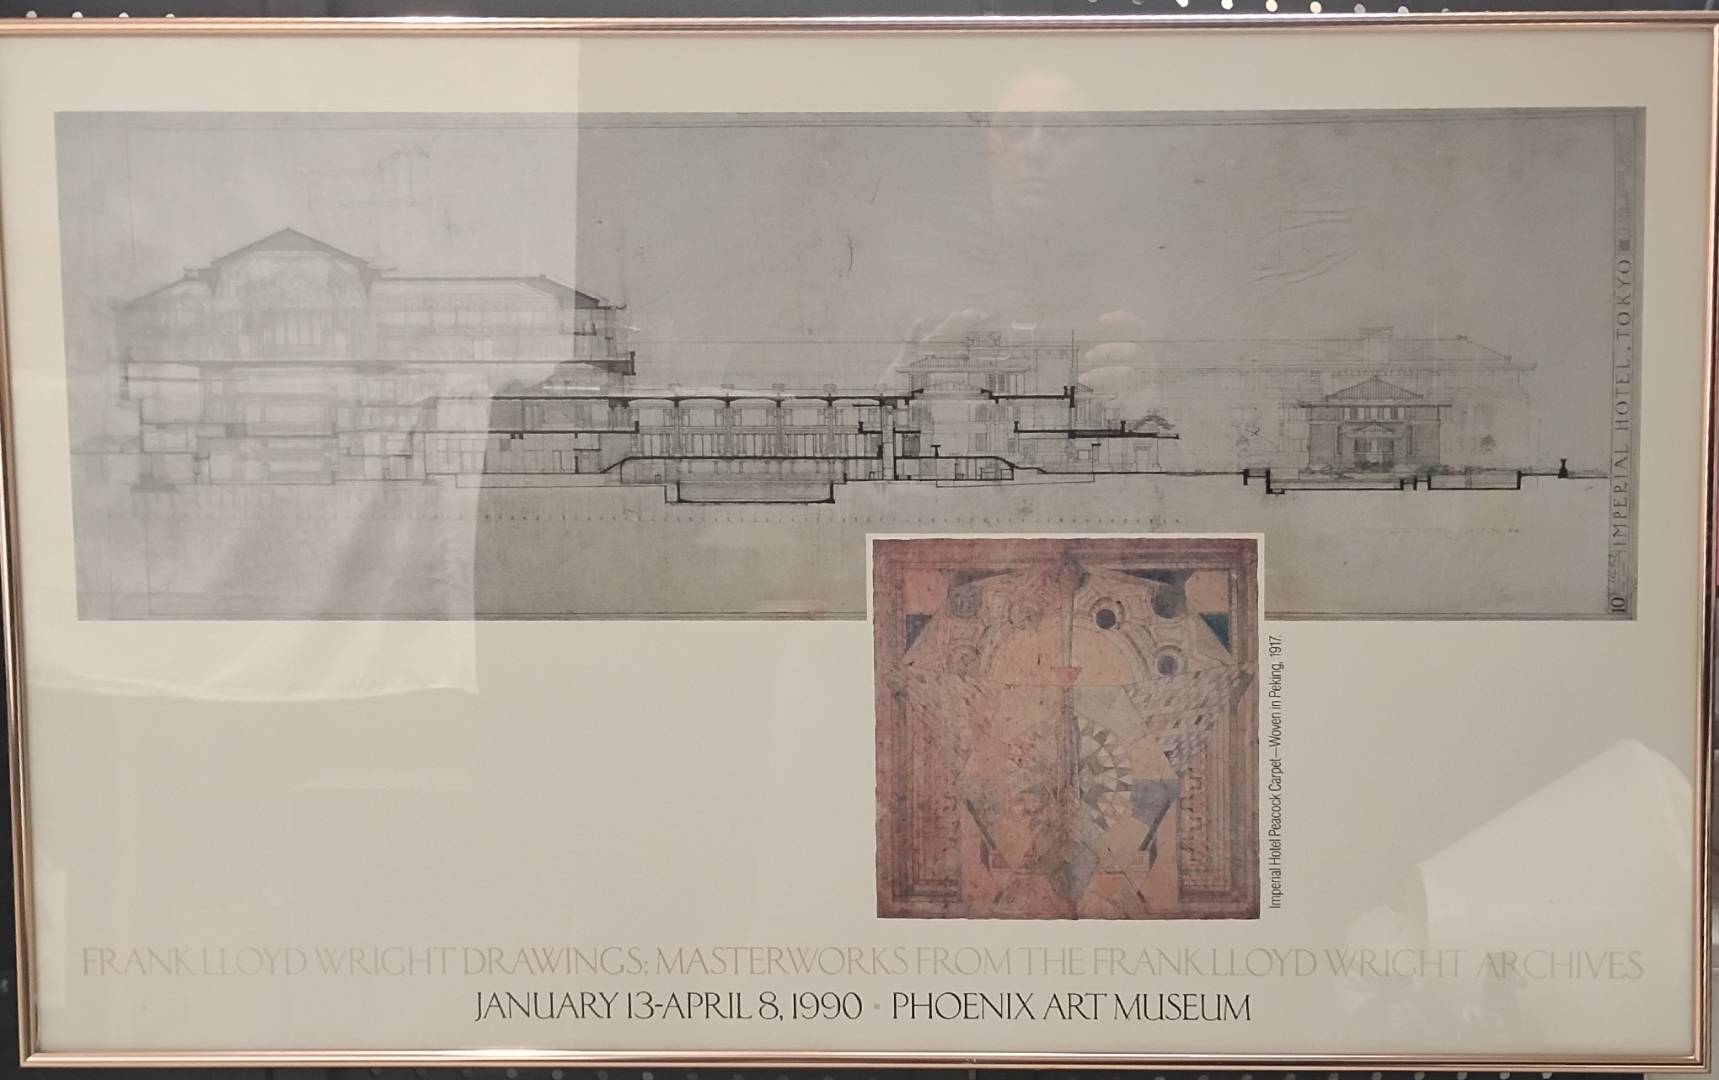 IMPERIAL HOTEL . TOKYO
10
Imperial Hotel Peacock Carpet—Woven in Peking, 1917.
FRANK LLOYD WRIGHT DRAWINGS: MASTERWORKS FROM THE FRANK LLOYD WRIGHT ARCHIVES
JANUARY 13-APRIL 8, 1990 ▪ PHOENIX ART MUSEUM